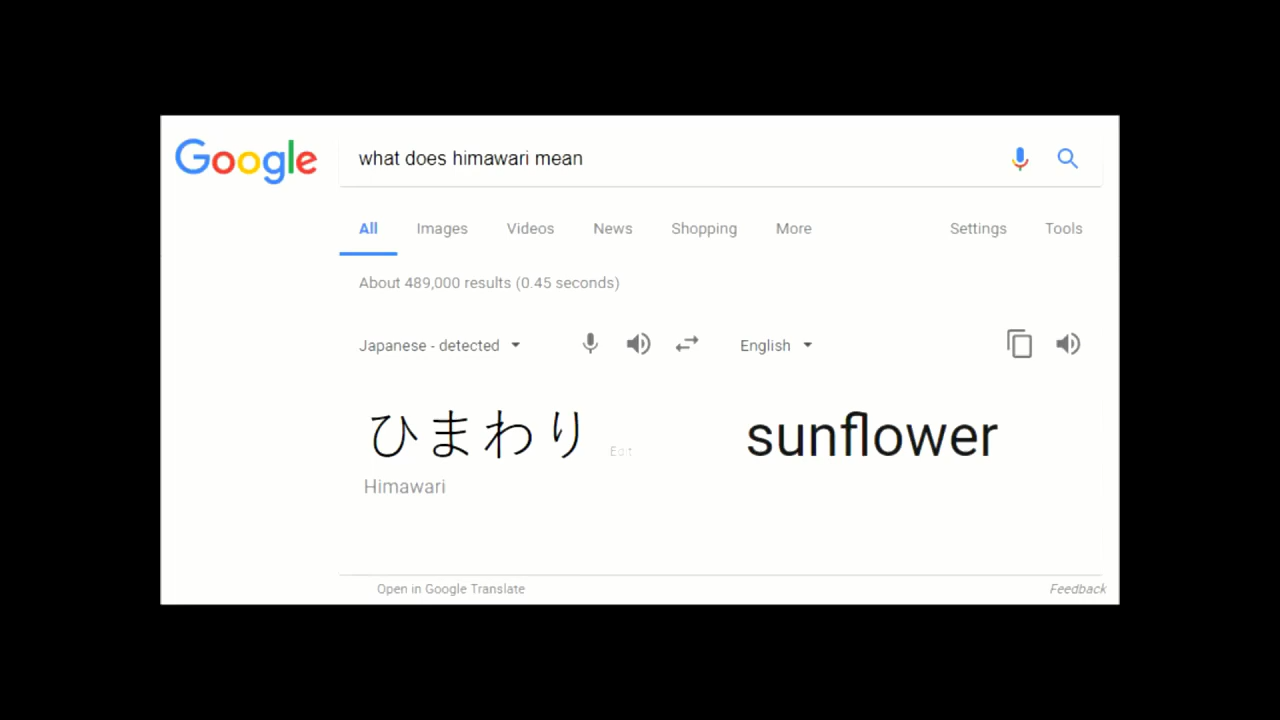 Google what does himawari mean
All Images Videos News Shopping More Settings Tools
About 489,000 results (0.45 seconds)
Japanese - detected English
ひまわり Edit sunflower
Himawari
Open in Google Translate Feedback